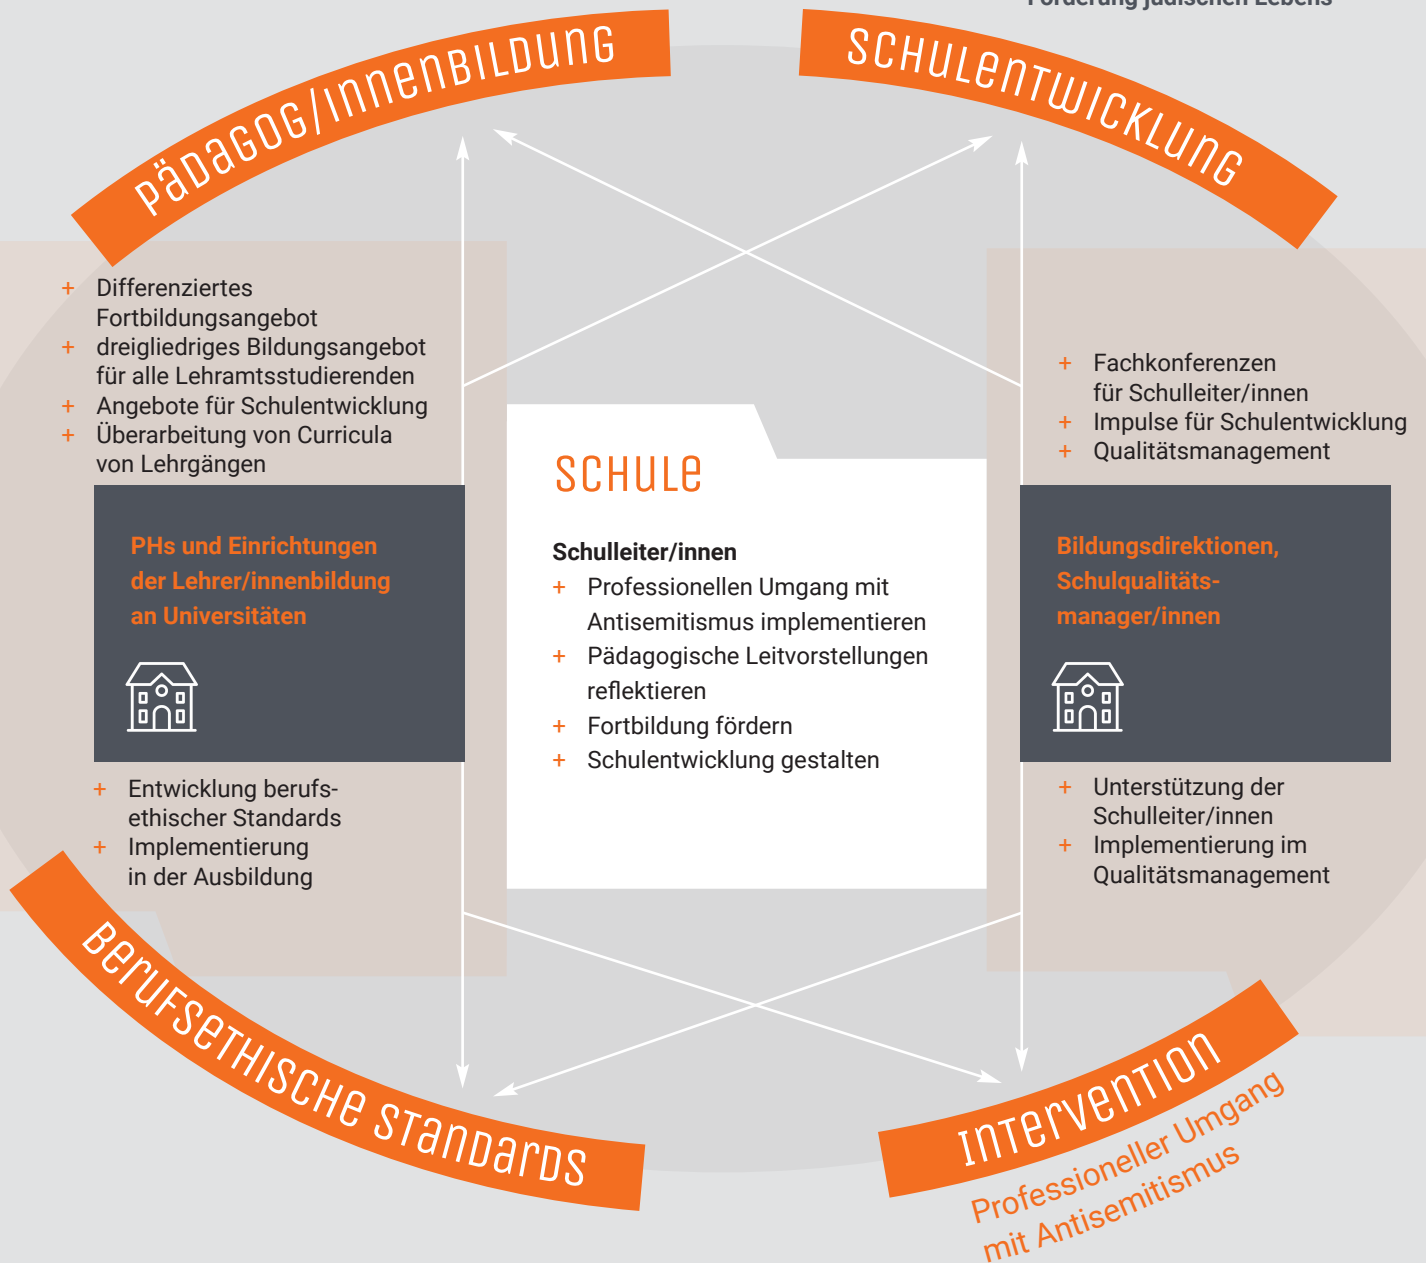 Förderung jüdischen Lebens
PÄDAGOG/INNENBILDUNG
SCHULENTWICKLUNG
+ Differenziertes
Fortbildungsangebot
+ dreigliedriges Bildungsangebot
für alle Lehramtsstudierenden
+ Angebote für Schulentwicklung
+ Überarbeitung von Curricula
von Lehrgängen
PHs und Einrichtungen
der Lehrer/innenbildung
an Universitäten
+ Entwicklung berufs-
ethischer Standards
+ Implementierung
in der Ausbildung
SCHULE
Schulleiter/innen
+ Professionellen Umgang mit
Antisemitismus implementieren
+ Pädagogische Leitvorstellungen
reflektieren
+ Fortbildung fördern
+ Schulentwicklung gestalten
+ Fachkonferenzen
für Schulleiter/innen
+ Impulse für Schulentwicklung
+ Qualitätsmanagement
Bildungsdirektionen,
Schulqualitäts-
manager/innen
+ Unterstützung der
Schulleiter/innen
+ Implementierung im
Qualitätsmanagement
BERUFSETHISCHE STANDARDS
INTERVENTION
Professioneller Umgang
mit Antisemitismus